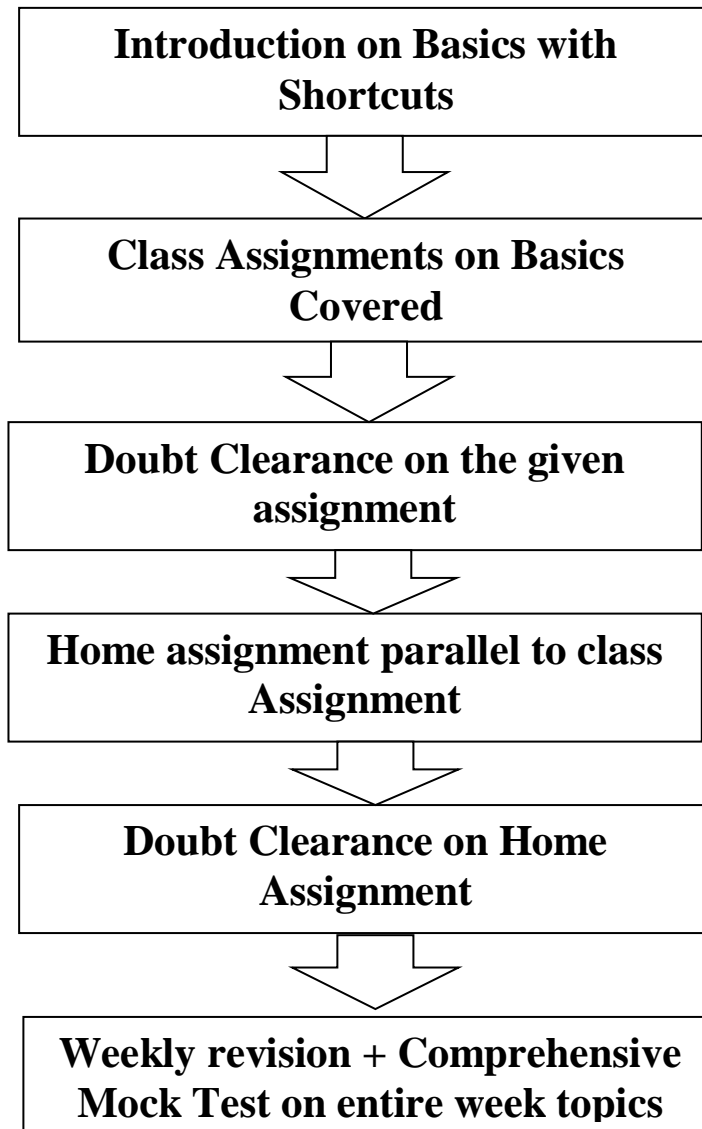 Introduction on Basics with
Shortcuts
Class Assignments on Basics
Covered
Doubt Clearance on the given
assignment
Home assignment parallel to class
Assignment
Doubt Clearance on Home
Assignment
Weekly revision + Comprehensive
Mock Test on entire week topics